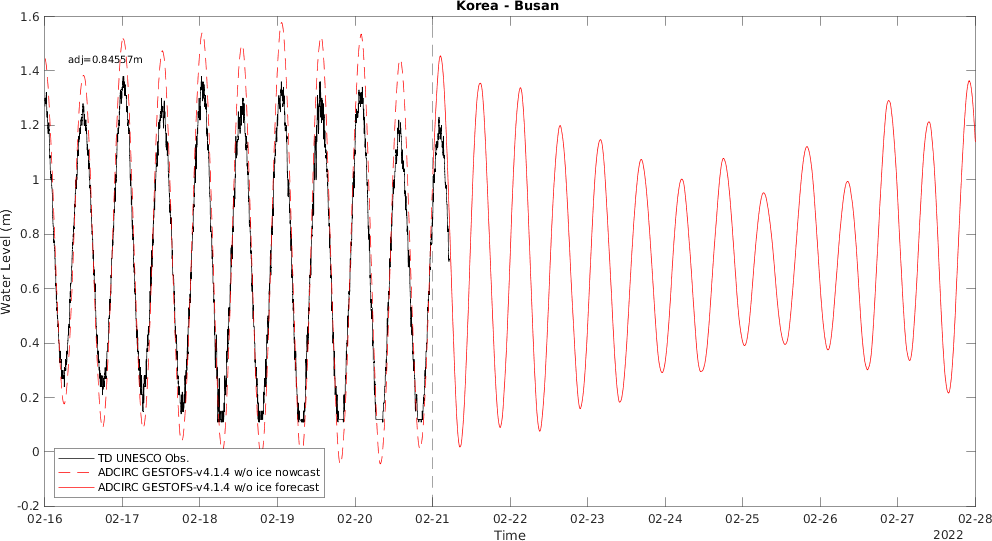 Korea - Busan
1.6
1.4
1.2
1
0.8
0.6
0.4
0.2
0
-0.2
Water Level (m)
adj=0.84557m
TD UNESCO Obs.
ADCIRC GESTOFS-v4.1.4 w/o ice nowcast
ADCIRC GESTOFS-v4.1.4 w/o ice forecast
02-16 02-17 02-18 02-19 02-20 02-21 02-22 02-23 02-24 02-25 02-26 02-27 02-28
Time
2022